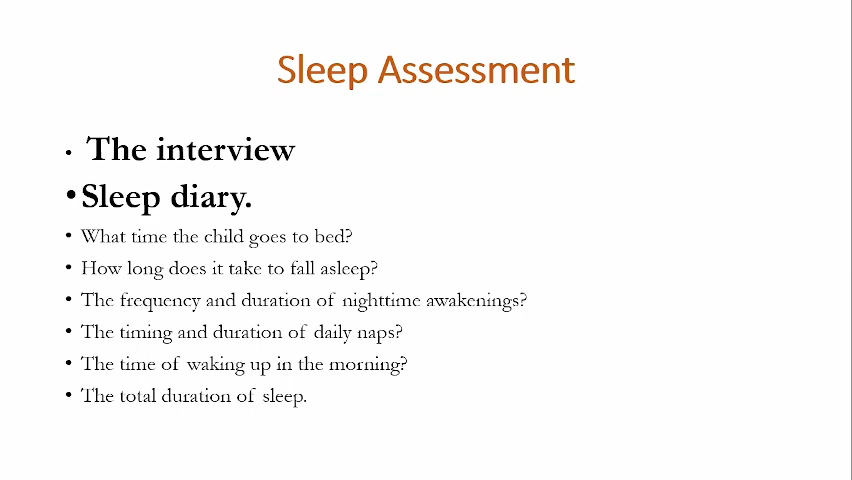 Sleep Assessment
• The interview
• Sleep diary.
• What time the child goes to bed?
• How long does it take to fall asleep?
• The frequency and duration of nighttime awakenings?
• The timing and duration of daily naps?
• The time of waking up in the morning?
• The total duration of sleep.